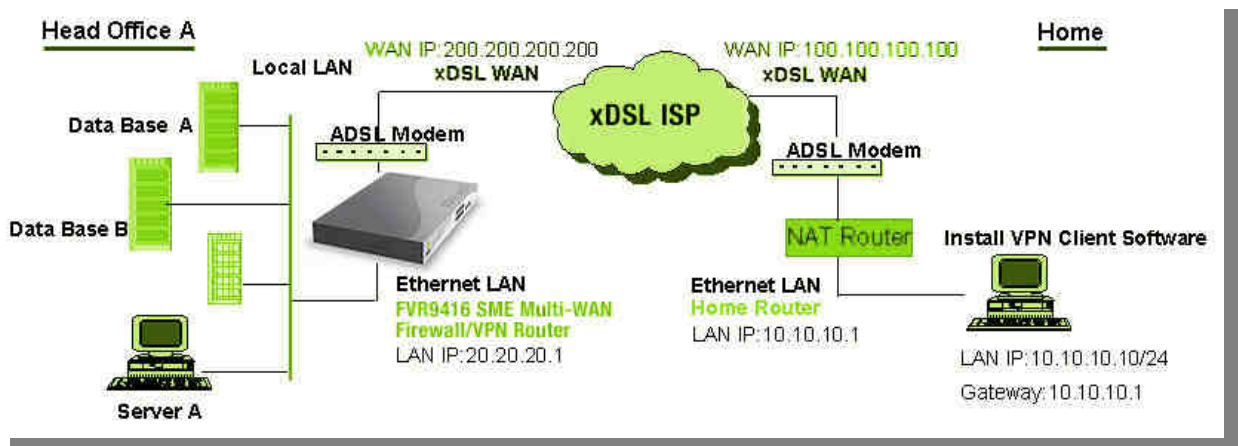 Head Office A
Home
WAN IP:200.200.200.200
WAN IP:100.100.100.100
Local LAN
xDSL WAN
xDSL WAN
xDSL ISP
Data Base A
ADSL Modem
ADSL Modem
Data Base B
NAT Router
Install VPN Client Software
Ethernet LAN
FVR9416 SME Multi-WAN
Firewall/VPN Router
LAN IP:20.20.20.1
Ethernet LAN
Home Router
LAN IP:10.10.10.1
LAN IP:10.10.10.10/24
Gateway:10.10.10.1
Server A